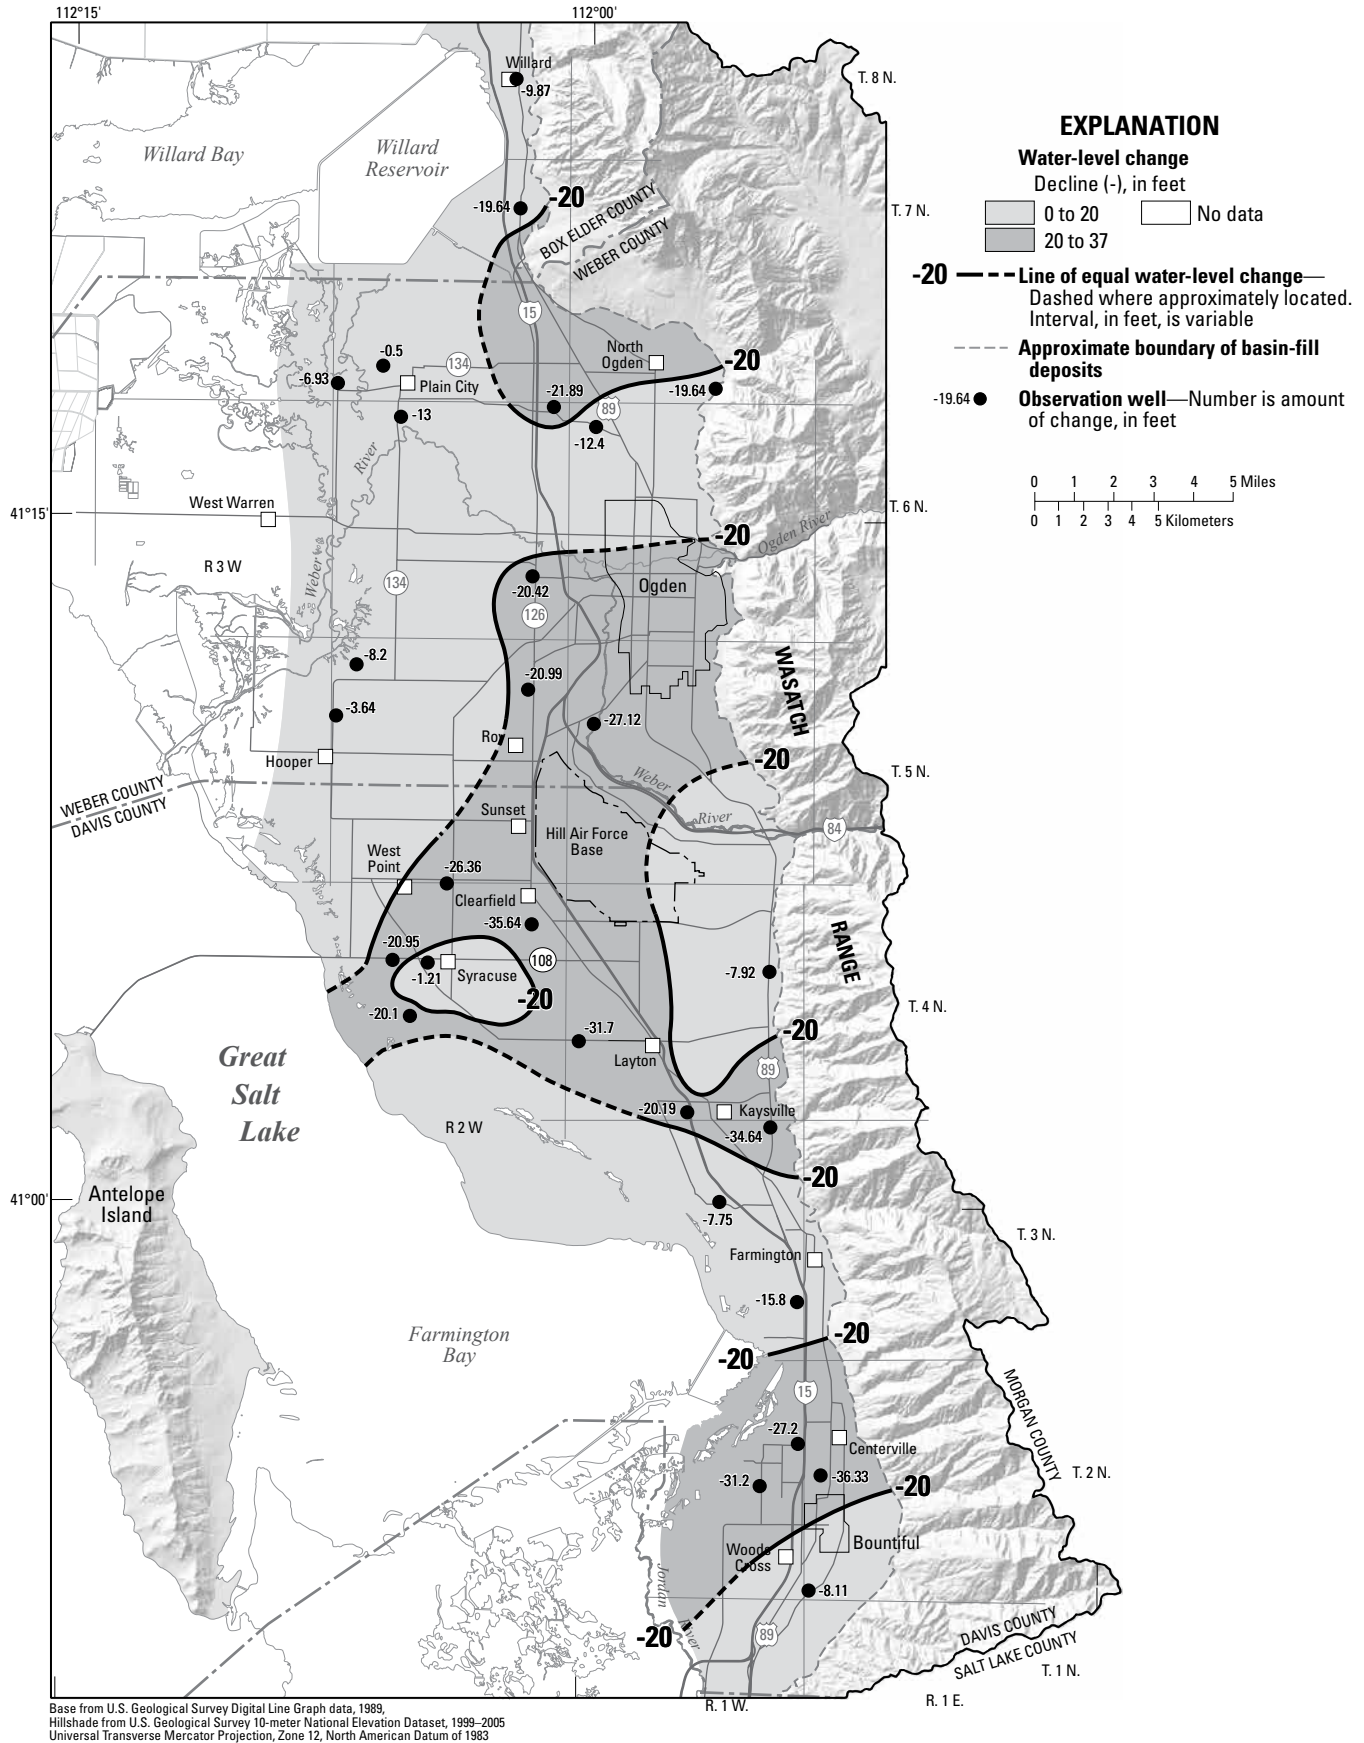 112°15'
112°00'
Willard
-9.87
T. 8 N.
Willard Bay
Willard
Reservoir
EXPLANATION
Water-level change
Decline (-), in feet
0 to 20
No data
20 to 37
-20
Line of equal water-level change—
Dashed where approximately located.
Interval, in feet, is variable
Approximate boundary of basin-fill
deposits
-19.64
Observation well—Number is amount
of change, in feet
0 1 2 3 4 5 Miles
0 1 2 3 4 5 Kilometers
-19.64
-20
T. 7 N.
BOX ELDER COUNTY
WEBER COUNTY
15
-0.5
134
North
Ogden
-20
-6.93
Plain City
-21.89
-19.64
89
-13
-12.4
River
West Warren
41°15'
T. 6 N.
-20
Ogden River
R 3 W
Weber
134
-20.42
126
Ogden
-8.2
-20.99
WASATCH
-3.64
-27.12
Roy
Hooper
-20
T. 5 N.
Weber
River
WEBER COUNTY
DAVIS COUNTY
Sunset
Hill Air Force
Base
84
West
Point
-26.36
Clearfield
-35.64
RANGE
-20.95
108
-1.21
Syracuse
-7.92
-20
-20.1
T. 4 N.
-31.7
-20
Layton
Great
Salt
Lake
89
-20.19
Kaysville
R 2 W
-34.64
-20
41°00'
Antelope
Island
-7.75
T. 3 N.
Farmington
-15.8
Farmington
Bay
-20
-20
15
MORGAN COUNTY
-27.2
Centerville
-31.2
-36.33
T. 2 N.
-20
Woods
Cross
Bountiful
Jordan
River
-8.11
-20
89
DAVIS COUNTY
SALT LAKE COUNTY
T. 1 N.
R. 1 W.
R. 1 E.
Base from U.S. Geological Survey Digital Line Graph data, 1989,
Hillshade from U.S. Geological Survey 10-meter National Elevation Dataset, 1999–2005
Universal Transverse Mercator Projection, Zone 12, North American Datum of 1983